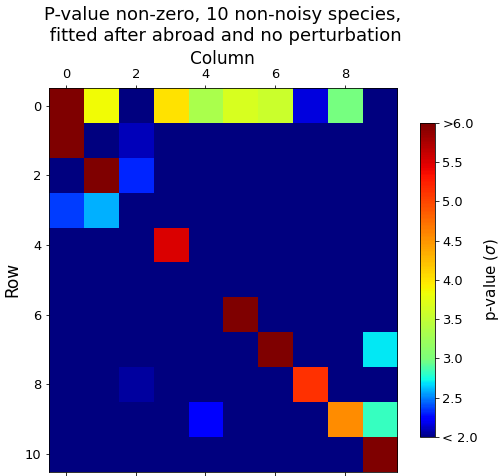 P-value non-zero, 10 non-noisy species,
fitted after abroad and no perturbation
Column
0 2 4 6 8
0
2
4
6
8
10
Row
>6.0
5.5
5.0
4.5
4.0
3.5
3.0
2.5
< 2.0
p-value (σ)